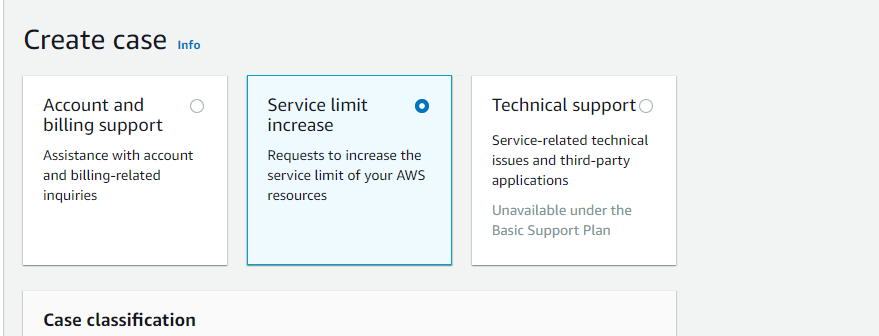 Create case Info
Account and
billing support
Assistance with account
and billing-related
inquiries
Service limit
increase
Requests to increase the
service limit of your AWS
resources
Technical support
Service-related technical
issues and third-party
applications
Unavailable under the
Basic Support Plan
Case classification